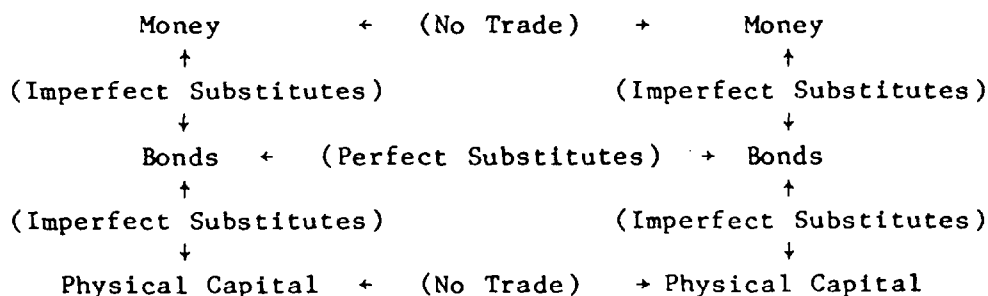 Money ← (No Trade) → Money
↑ ↑
(Imperfect Substitutes) (Imperfect Substitutes)
↓ ↓
Bonds ← (Perfect Substitutes) → Bonds
↑ ↑
(Imperfect Substitutes) (Imperfect Substitutes)
↓ ↓
Physical Capital ← (No Trade) → Physical Capital